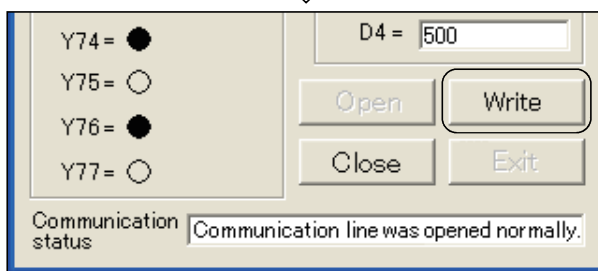 Y74= ●
D4 = 500
Y75= ○
Open Write
Y76= ●
Close Exit
Y77= ○
Communication status Communication line was opened normally.